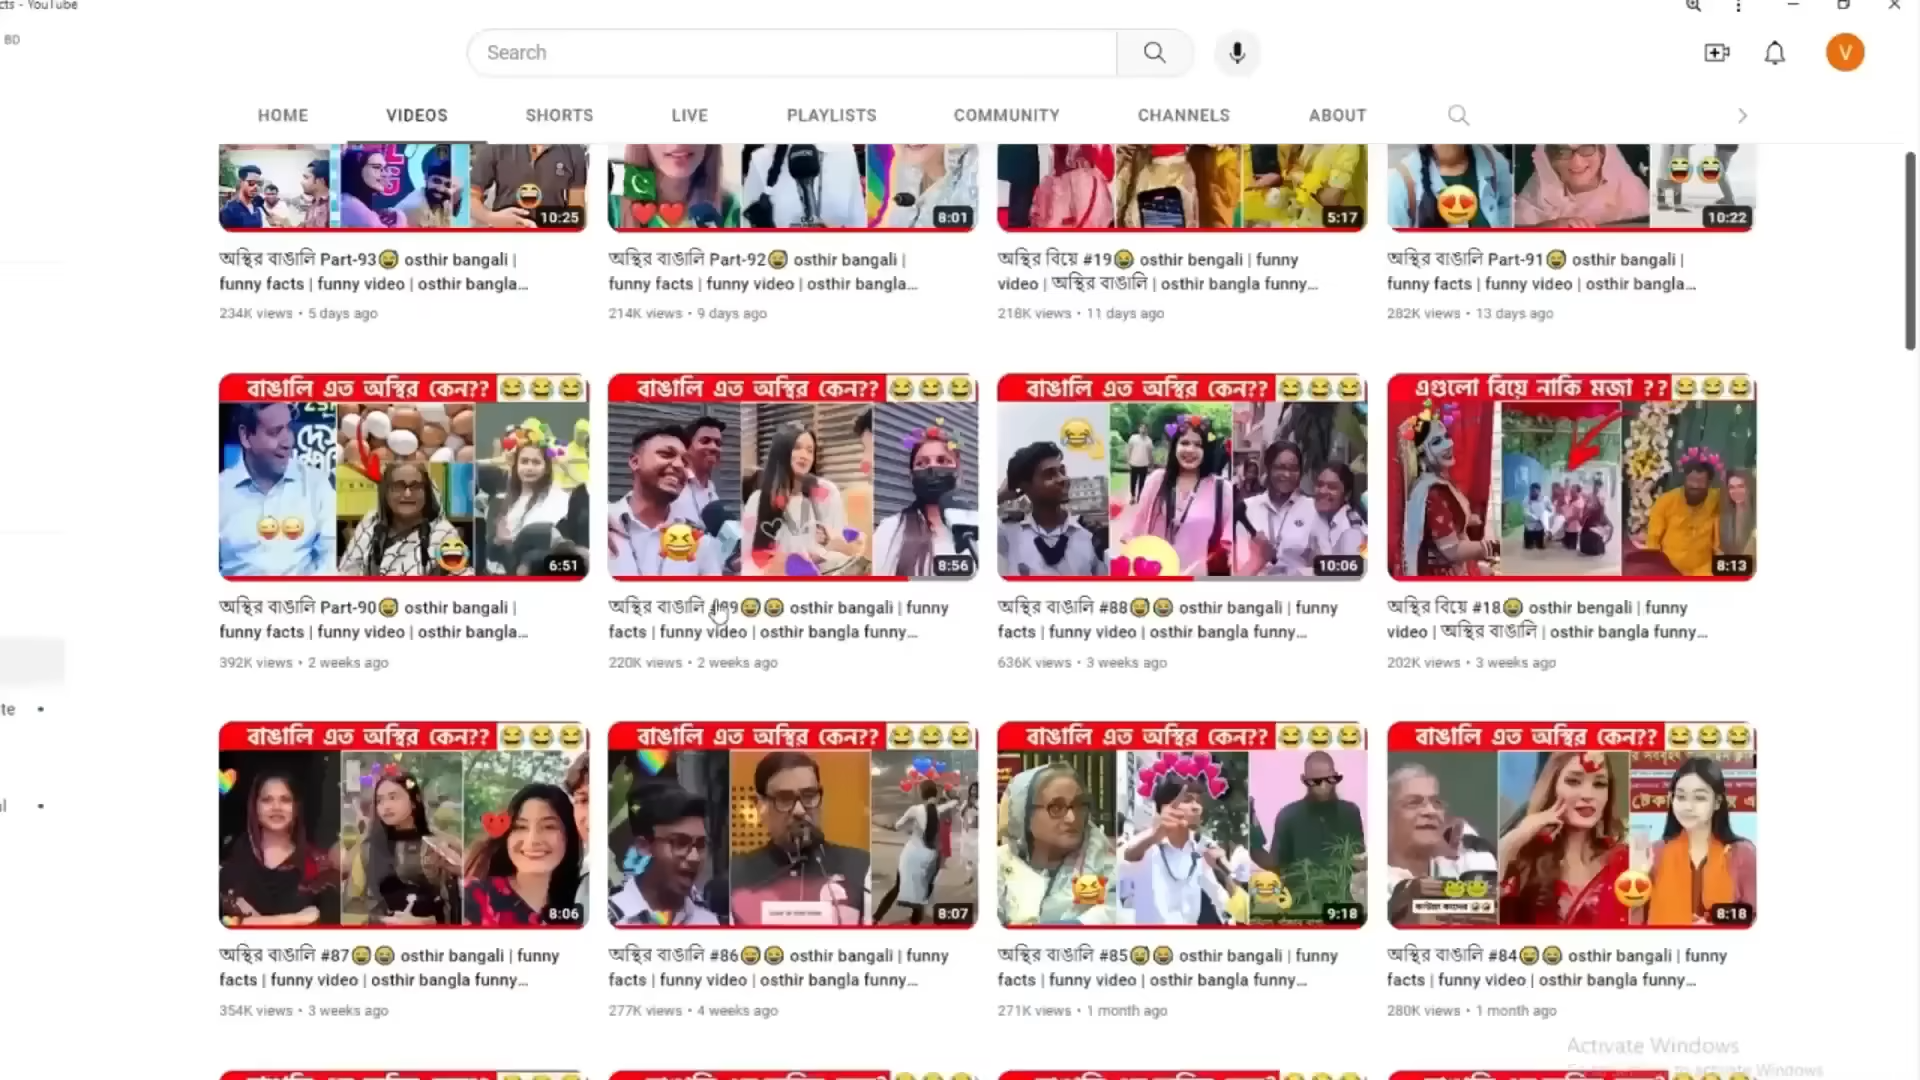 cts - YouTube
BD
Search
V
HOME
VIDEOS
SHORTS
LIVE
PLAYLISTS
COMMUNITY
CHANNELS
ABOUT
10:25
8:01
5:17
10:22
অস্থির বাঙালি Part-93😅 osthir bangali |
funny facts | funny video | osthir bangla...
234K views • 5 days ago
অস্থির বাঙালি Part-92😅 osthir bangali |
funny facts | funny video | osthir bangla...
214K views • 9 days ago
অস্থির বিয়ে #19😂 osthir bengali | funny
video | অস্থির বাঙালি | osthir bangla funny...
218K views • 11 days ago
অস্থির বাঙালি Part-91😅 osthir bangali |
funny facts | funny video | osthir bangla...
282K views • 13 days ago
বাঙালি এত অস্থির কেন?? 😂😂😂
6:51
বাঙালি এত অস্থির কেন?? 😂😂😂
8:56
বাঙালি এত অস্থির কেন?? 😂😂😂
10:06
এগুলো বিয়ে নাকি মজা ?? 😂😂😂
8:13
অস্থির বাঙালি Part-90😅 osthir bangali |
funny facts | funny video | osthir bangla...
392K views • 2 weeks ago
অস্থির বাঙালি #89😅😂 osthir bangali | funny
facts | funny video | osthir bangla funny...
220K views • 2 weeks ago
অস্থির বাঙালি #88😅😂 osthir bangali | funny
facts | funny video | osthir bangla funny...
636K views • 3 weeks ago
অস্থির বিয়ে #18😂 osthir bengali | funny
video | অস্থির বাঙালি | osthir bangla funny...
202K views • 3 weeks ago
te •
l •
বাঙালি এত অস্থির কেন?? 😂😂😂
8:06
বাঙালি এত অস্থির কেন?? 😂😂😂
8:07
বাঙালি এত অস্থির কেন?? 😂😂😂
9:18
বাঙালি এত অস্থির কেন?? 😂😂😂
8:18
অস্থির বাঙালি #87😅😂 osthir bangali | funny
facts | funny video | osthir bangla funny...
354K views • 3 weeks ago
অস্থির বাঙালি #86😅😂 osthir bangali | funny
facts | funny video | osthir bangla funny...
277K views • 4 weeks ago
অস্থির বাঙালি #85😅😂 osthir bangali | funny
facts | funny video | osthir bangla funny...
271K views • 1 month ago
অস্থির বাঙালি #84😅😂 osthir bangali | funny
facts | funny video | osthir bangla funny...
280K views • 1 month ago
Activate Windows
to activate Windows